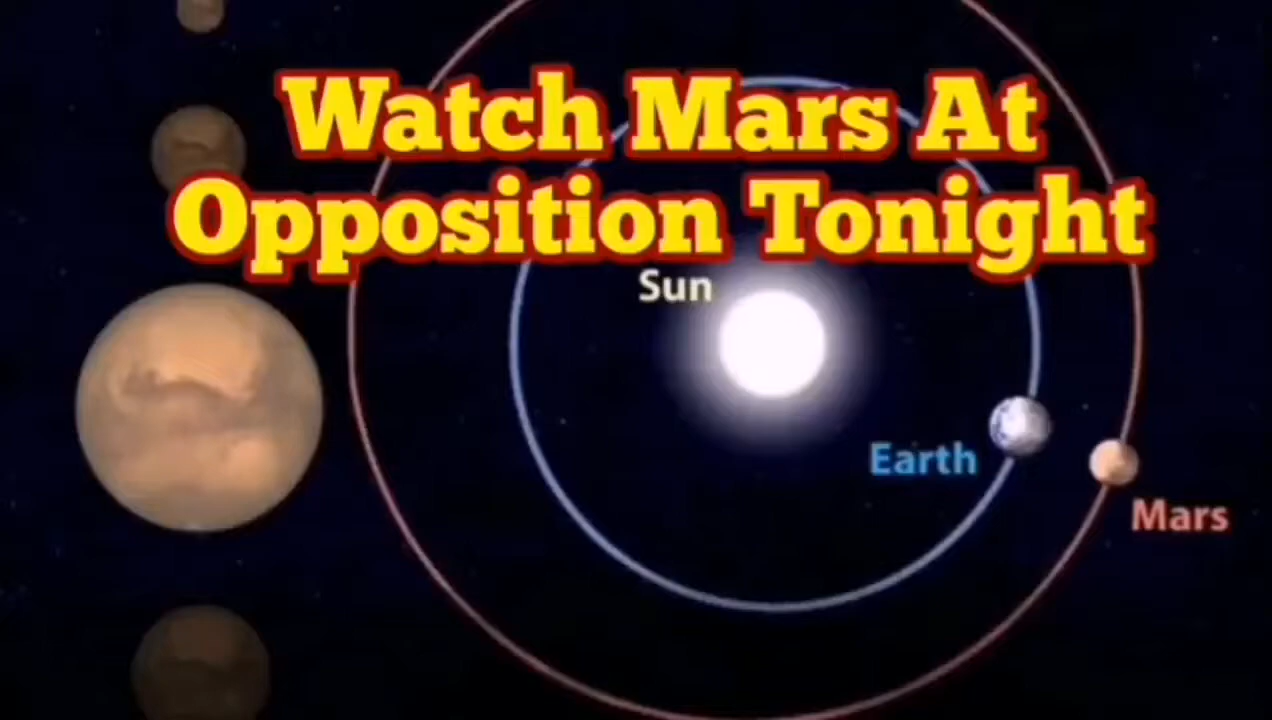 Watch Mars At
Opposition Tonight
Sun
Earth
Mars